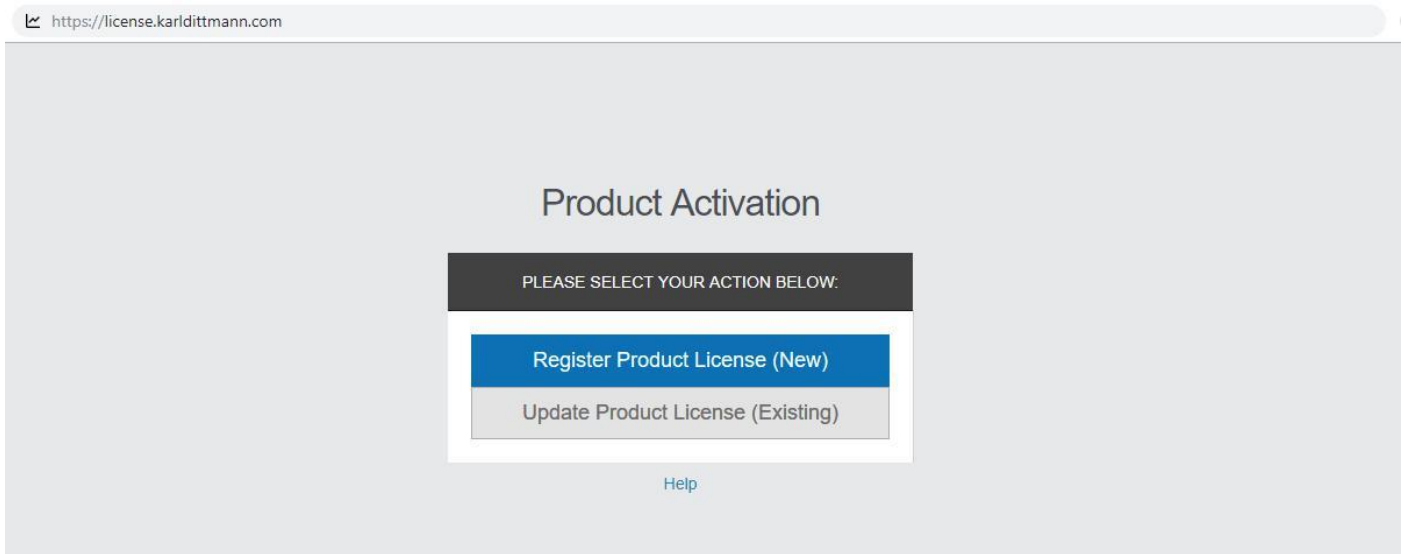 https://license.karldittmann.com
Product Activation
PLEASE SELECT YOUR ACTION BELOW:
Register Product License (New)
Update Product License (Existing)
Help